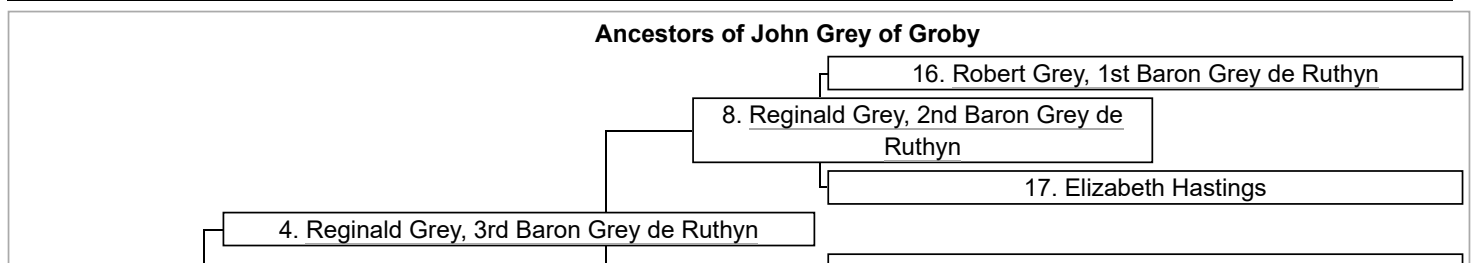 Ancestors of John Grey of Groby
16. Robert Grey, 1st Baron Grey de Ruthyn
8. Reginald Grey, 2nd Baron Grey de
Ruthyn
17. Elizabeth Hastings
4. Reginald Grey, 3rd Baron Grey de Ruthyn